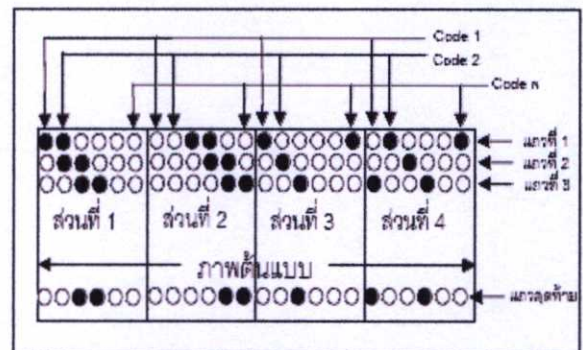 Code 1
Code 2
Code n
แถวที่ 1
แถวที่ 2
แถวที่ 3
ส่วนที่ 1 ส่วนที่ 2 ส่วนที่ 3 ส่วนที่ 4
ภาพต้นแบบ
แถวสุดท้าย